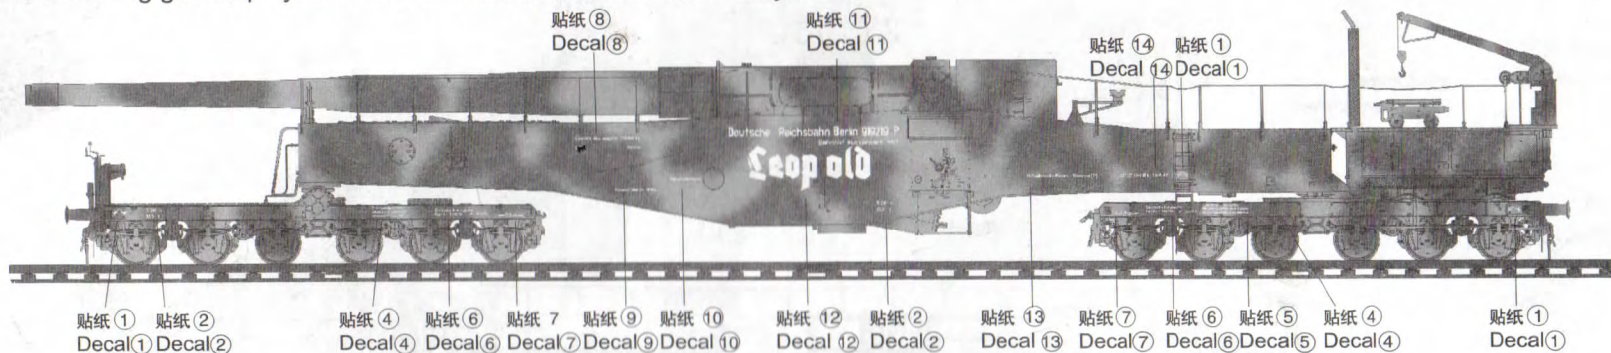 贴纸⑧
Decal⑧
贴纸⑪
Decal⑪
贴纸⑭
Decal⑭
贴纸①
Decal①
Deutsche Reichsbahn Berlin 919219 P
Leopold
贴纸①
Decal①
贴纸②
Decal②
贴纸④
Decal④
贴纸⑥
Decal⑥
贴纸 7
Decal⑦
贴纸⑨
Decal⑨
贴纸⑩
Decal⑩
贴纸⑫
Decal⑫
贴纸②
Decal②
贴纸⑬
Decal⑬
贴纸⑦
Decal⑦
贴纸⑥
Decal⑥
贴纸⑤
Decal⑤
贴纸④
Decal④
贴纸①
Decal①